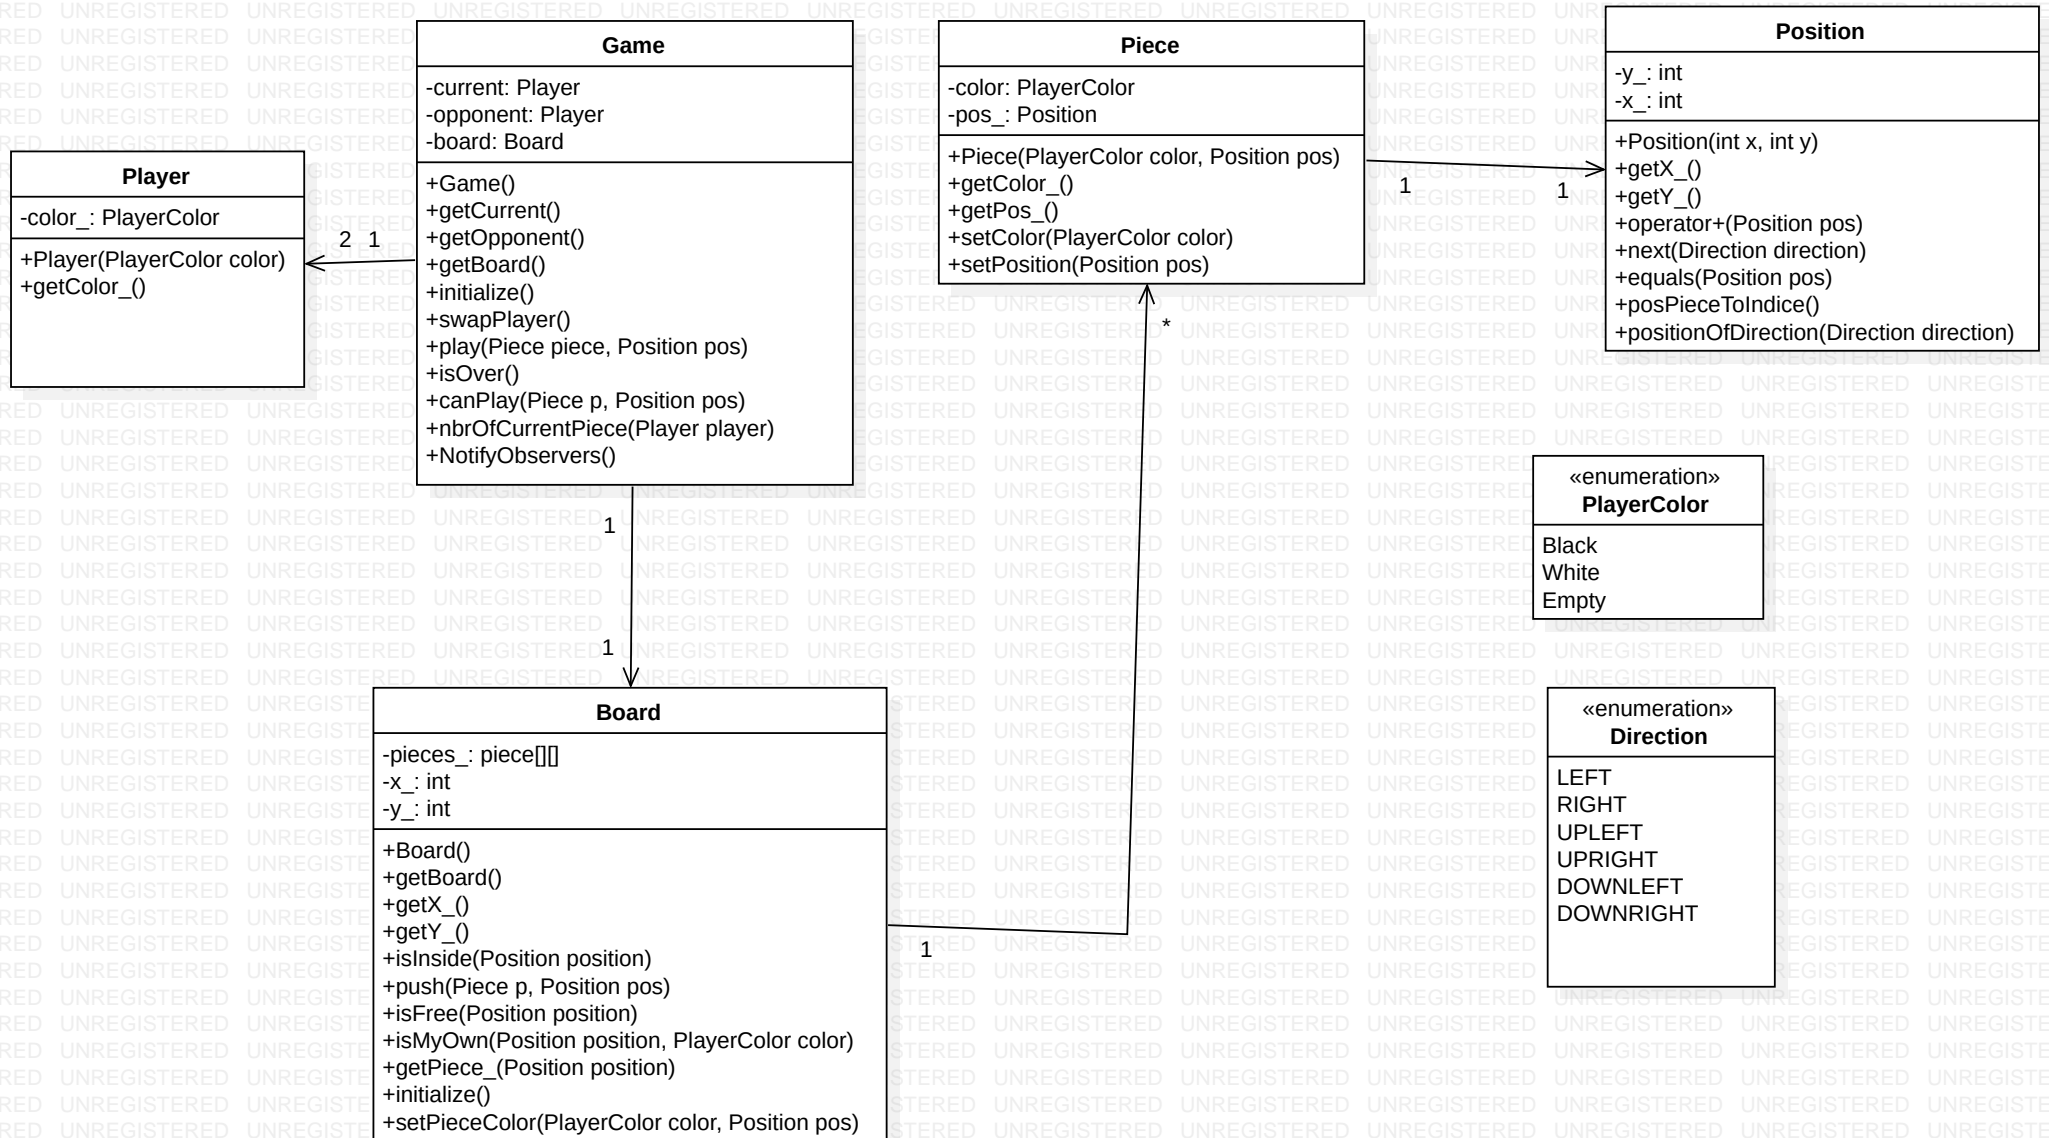 Game
-current: Player
-opponent: Player
-board: Board
+Game()
+getCurrent()
+getOpponent()
+getBoard()
+initialize()
+swapPlayer()
+play(Piece piece, Position pos)
+isOver()
+canPlay(Piece p, Position pos)
+nbrOfCurrentPiece(Player player)
+NotifyObservers()
Piece
-color: PlayerColor
-pos_: Position
+Piece(PlayerColor color, Position pos)
+getColor_()
+getPos_()
+setColor(PlayerColor color)
+setPosition(Position pos)
Position
-y_: int
-x_: int
+Position(int x, int y)
+getX_()
+getY_()
+operator+(Position pos)
+next(Direction direction)
+equals(Position pos)
+posPieceToIndice()
+positionOfDirection(Direction direction)
Player
-color_: PlayerColor
+Player(PlayerColor color)
+getColor_()
2 1
1
1
*
1
1
1
«enumeration»
PlayerColor
Black
White
Empty
Board
-pieces_: piece[][]
-x_: int
-y_: int
+Board()
+getBoard()
+getX_()
+getY_()
+isInside(Position position)
+push(Piece p, Position pos)
+isFree(Position position)
+isMyOwn(Position position, PlayerColor color)
+getPiece_(Position position)
+initialize()
+setPieceColor(PlayerColor color, Position pos)
«enumeration»
Direction
LEFT
RIGHT
UPLEFT
UPRIGHT
DOWNLEFT
DOWNRIGHT
UNREGISTERED